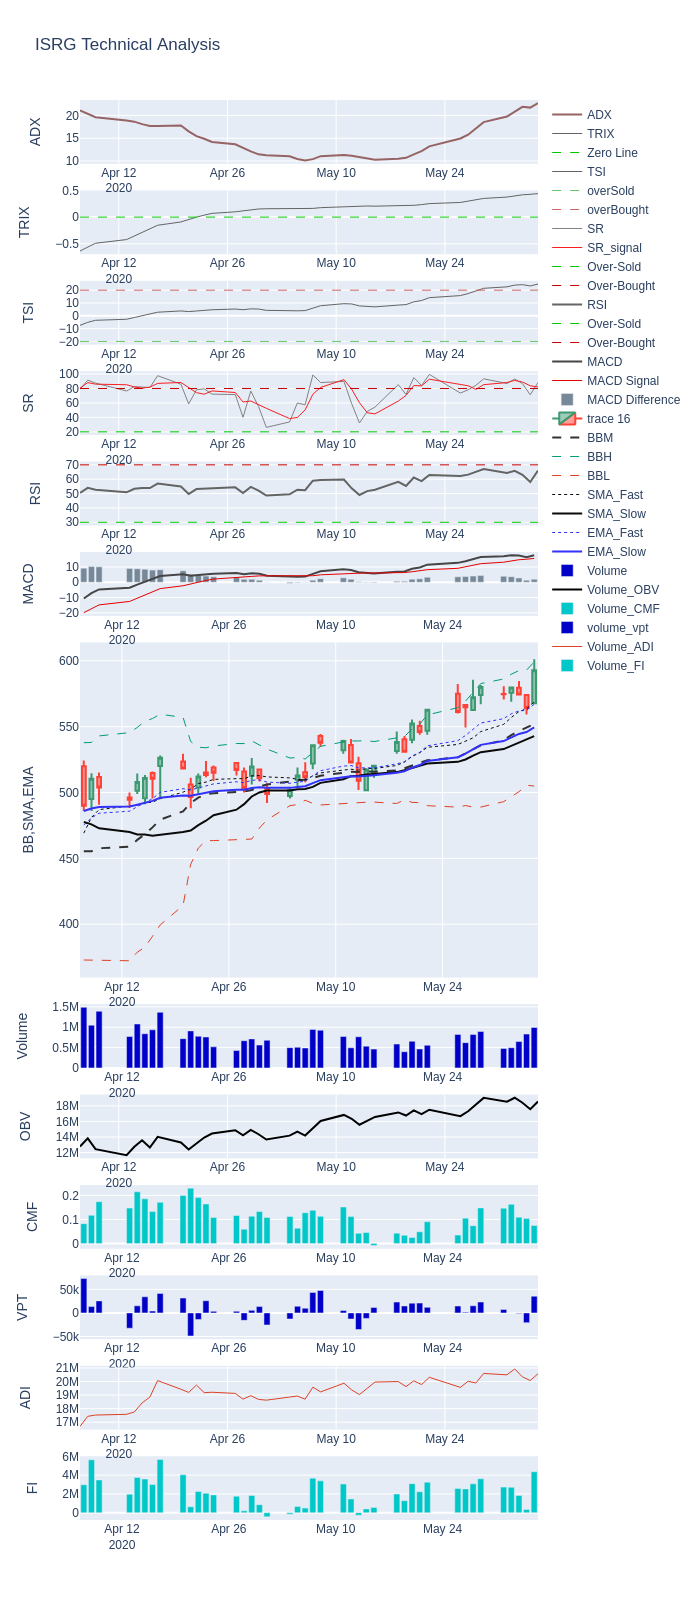 ISRG Technical Analysis
ADX
20
15
10
Apr 12
2020
Apr 26
May 10
May 24
TRIX
0.5
0
−0.5
Apr 12
2020
Apr 26
May 10
May 24
TSI
20
10
0
−10
−20
Apr 12
2020
Apr 26
May 10
May 24
SR
100
80
60
40
20
Apr 12
2020
Apr 26
May 10
May 24
RSI
70
60
50
40
30
Apr 12
2020
Apr 26
May 10
May 24
MACD
10
0
−10
−20
Apr 12
2020
Apr 26
May 10
May 24
BB,SMA,EMA
600
550
500
450
400
Apr 12
2020
Apr 26
May 10
May 24
Volume
1.5M
1M
0.5M
0
Apr 12
2020
Apr 26
May 10
May 24
OBV
18M
16M
14M
12M
Apr 12
2020
Apr 26
May 10
May 24
CMF
0.2
0.1
0
Apr 12
2020
Apr 26
May 10
May 24
VPT
50k
0
−50k
Apr 12
2020
Apr 26
May 10
May 24
ADI
21M
20M
19M
18M
17M
Apr 12
2020
Apr 26
May 10
May 24
FI
6M
4M
2M
0
Apr 12
2020
Apr 26
May 10
May 24
ADX
TRIX
Zero Line
TSI
overSold
overBought
SR
SR_signal
Over-Sold
Over-Bought
RSI
Over-Sold
Over-Bought
MACD
MACD Signal
MACD Difference
trace 16
BBM
BBH
BBL
SMA_Fast
SMA_Slow
EMA_Fast
EMA_Slow
Volume
Volume_OBV
Volume_CMF
volume_vpt
Volume_ADI
Volume_FI